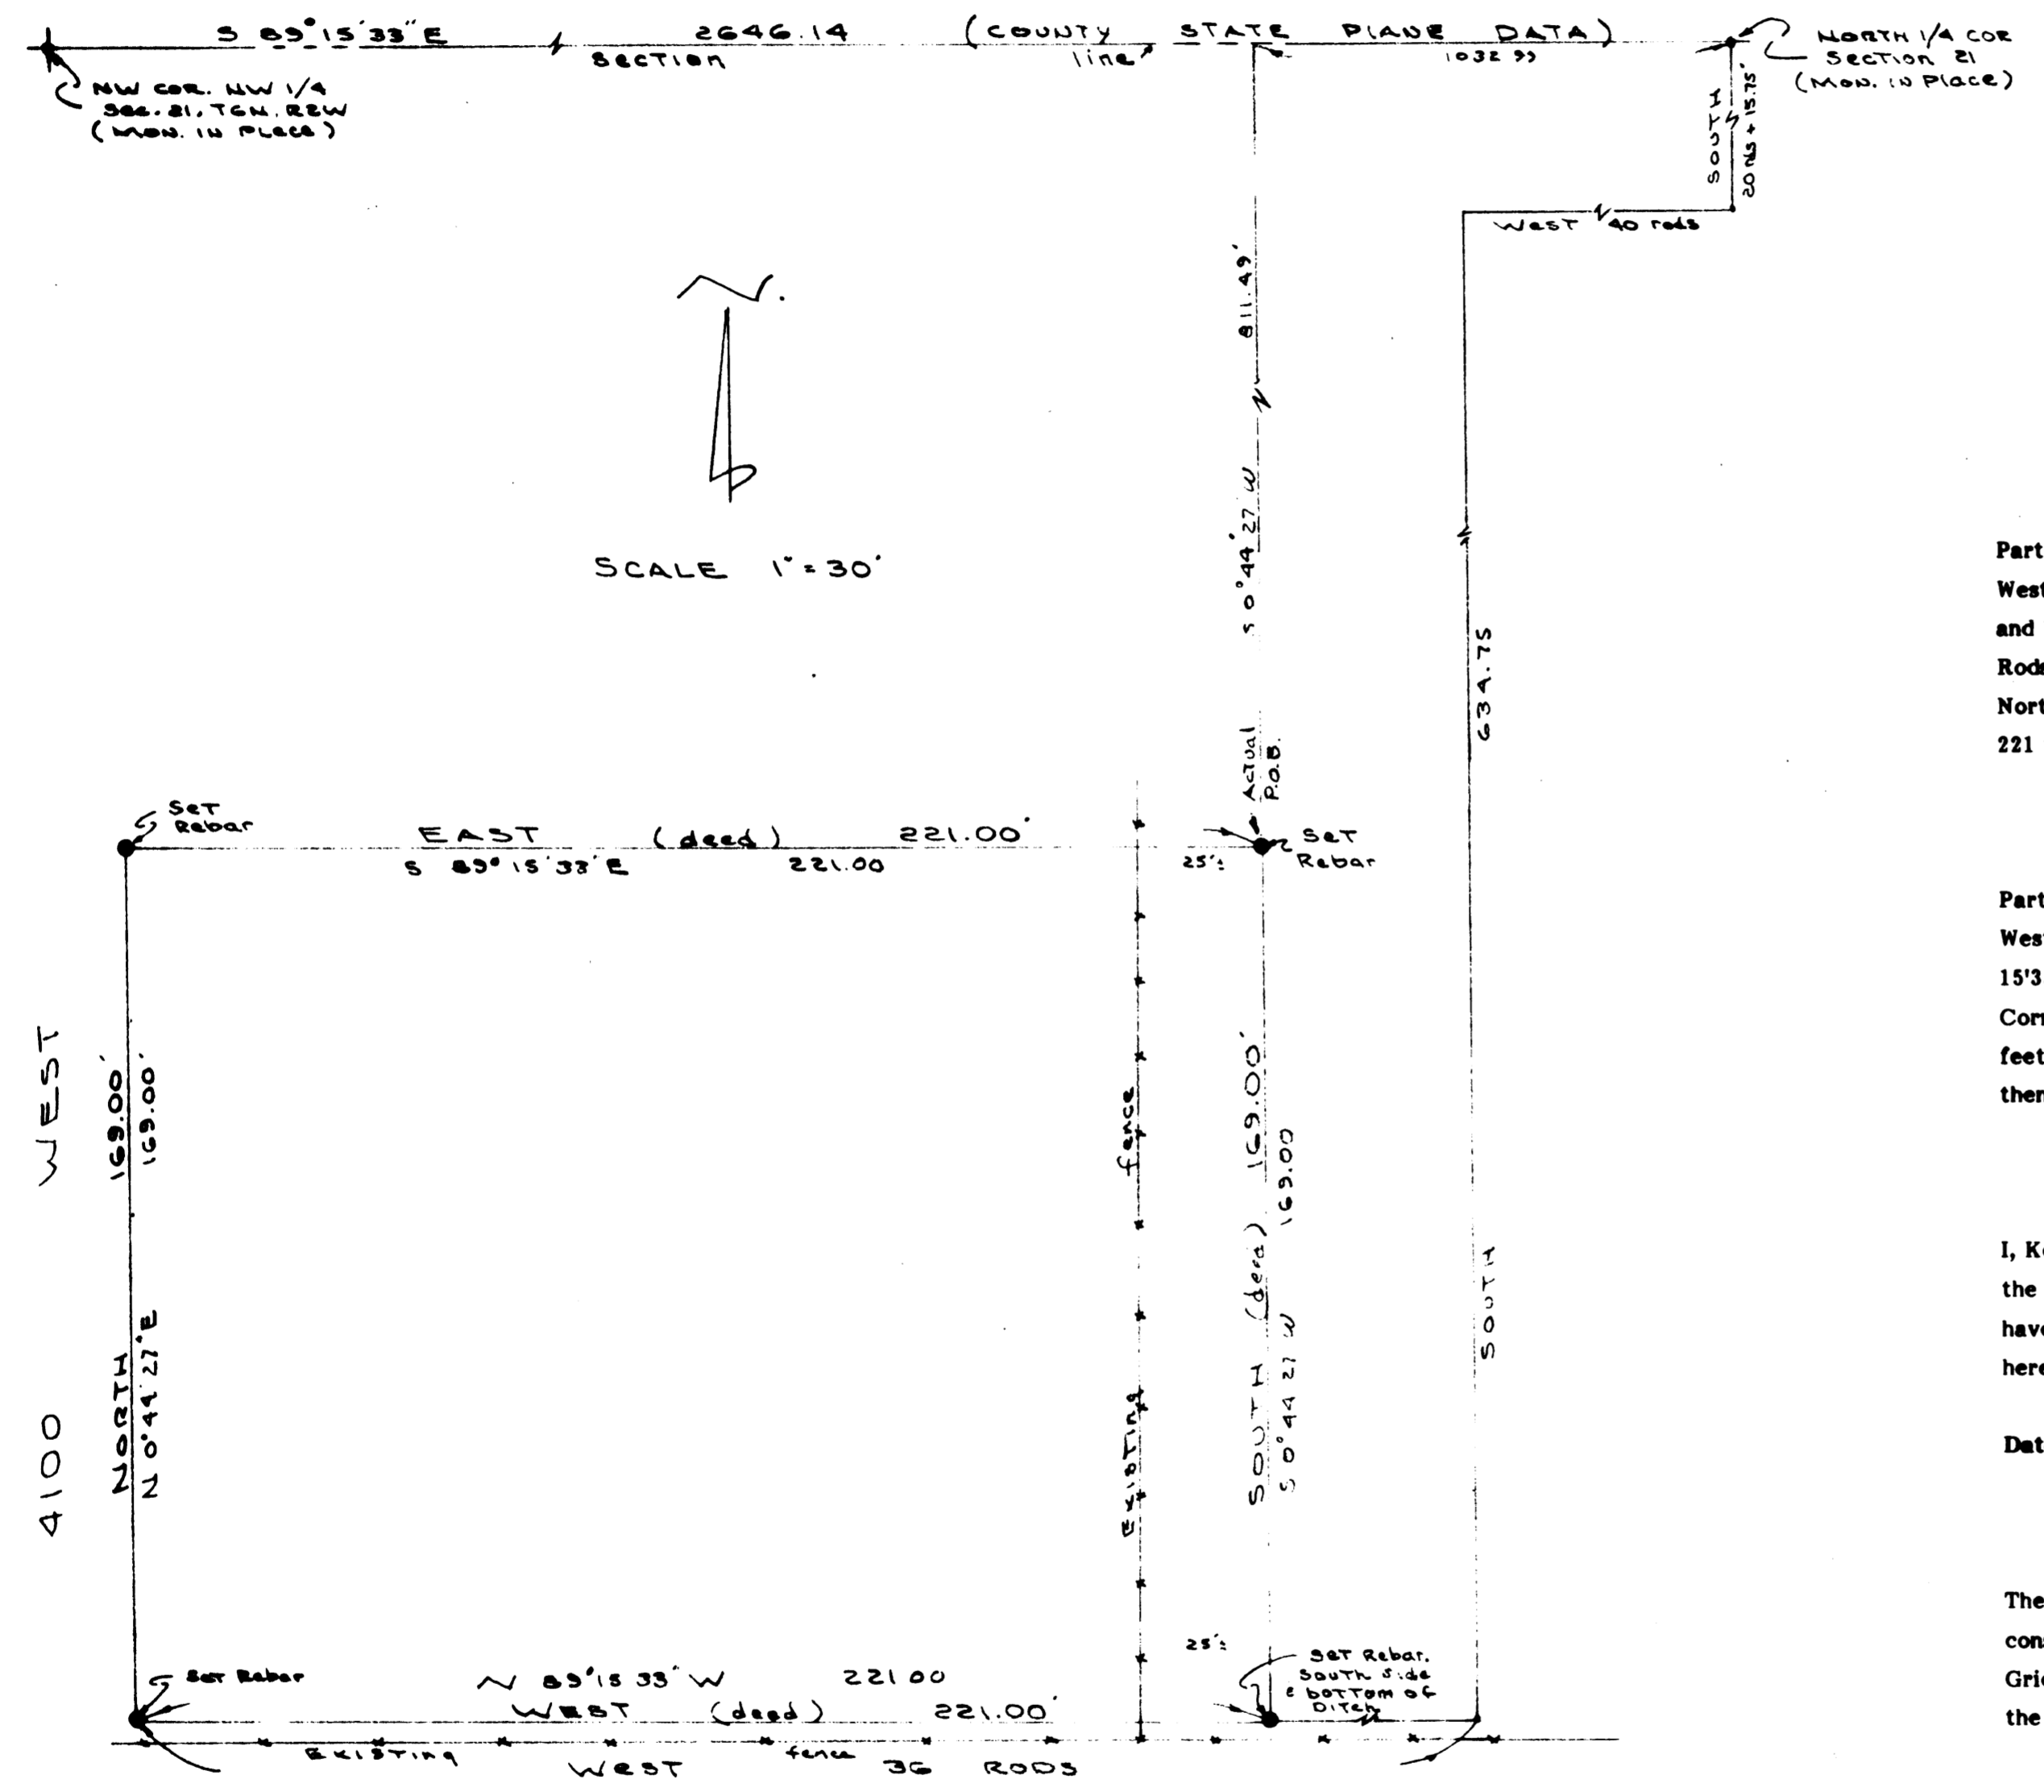 S 89°15'33"E 2646.14 (COUNTY STATE PLANE DATA)
Section line
1032.99
NORTH 1/4 COR
Section 21
(MON. IN Place)
NW COR. NW 1/4
SEC. 21, T6N, R2W
(MON. IN PLACE)
SOUTH
20 rds + 15.75'
West 40 rods
N.
811.49'
S 0°44'27"W
SCALE 1"=30'
634.75
SOUTH
Actual
P.O.B.
Set
Rebar
EAST (deed) 221.00'
S 89°15'33"E 221.00
25'±
Set
Rebar
4100 WEST
NORTH 169.00'
N 0°44'27"E 169.00'
Existing fence
SOUTH (deed) 169.00'
S 0°44'27 W 169.00
25'±
Set Rebar.
South side
e bottom of
Ditch
Set Rebar
N 89°15'33"W 221.00
WEST (deed) 221.00'
Existing fence
West 36 RODS
Part
West
and
Rods
Nort
221
Part
Wes
15'3
Corn
feet
ther
I, K
the
have
here
Dat
The
con
Grid
the